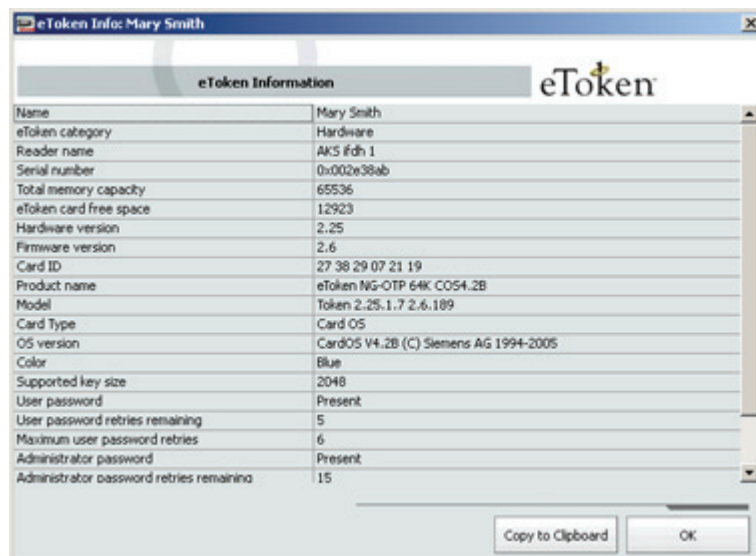 eToken Info: Mary Smith
eToken Information
eToken
Name Mary Smith
eToken category Hardware
Reader name AKS ifdh 1
Serial number 0x002e38ab
Total memory capacity 65536
eToken card free space 12923
Hardware version 2.25
Firmware version 2.6
Card ID 27 38 29 07 21 19
Product name eToken NG-OTP 64K COS4.2B
Model Token 2.25.1.7 2.6.189
Card Type Card OS
OS version CardOS V4.2B (C) Siemens AG 1994-2005
Color Blue
Supported key size 2048
User password Present
User password retries remaining 5
Maximum user password retries 6
Administrator password Present
Administrator password retries remaining 15
Copy to Clipboard OK